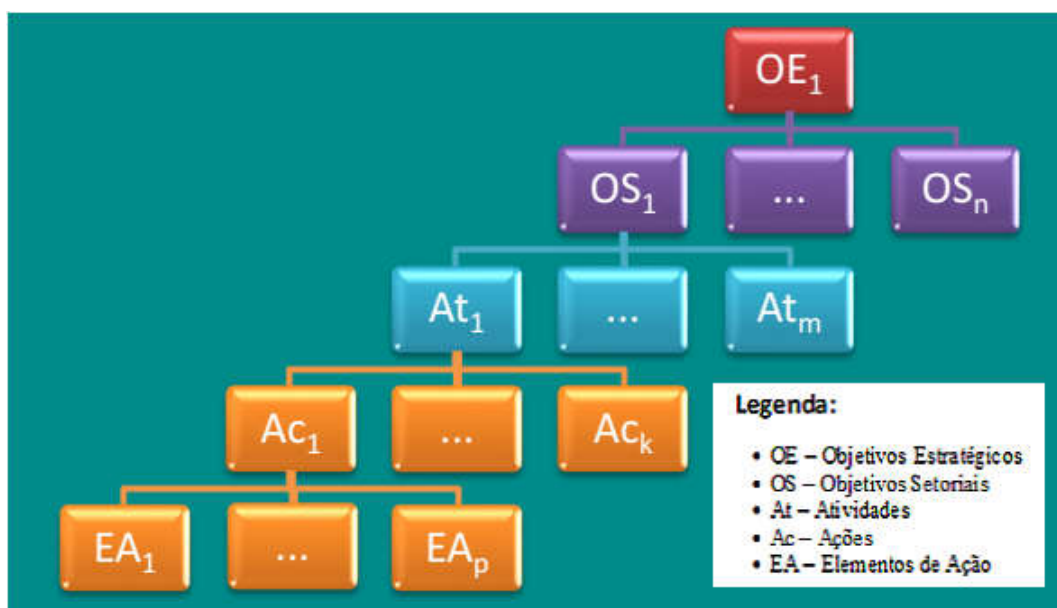 OE₁
OS₁ ... OSₙ
At₁ ... Atₘ
Ac₁ ... Acₖ
EA₁ ... EAₚ
Legenda:
• OE – Objetivos Estratégicos
• OS – Objetivos Setoriais
• At – Atividades
• Ac – Ações
• EA – Elementos de Ação